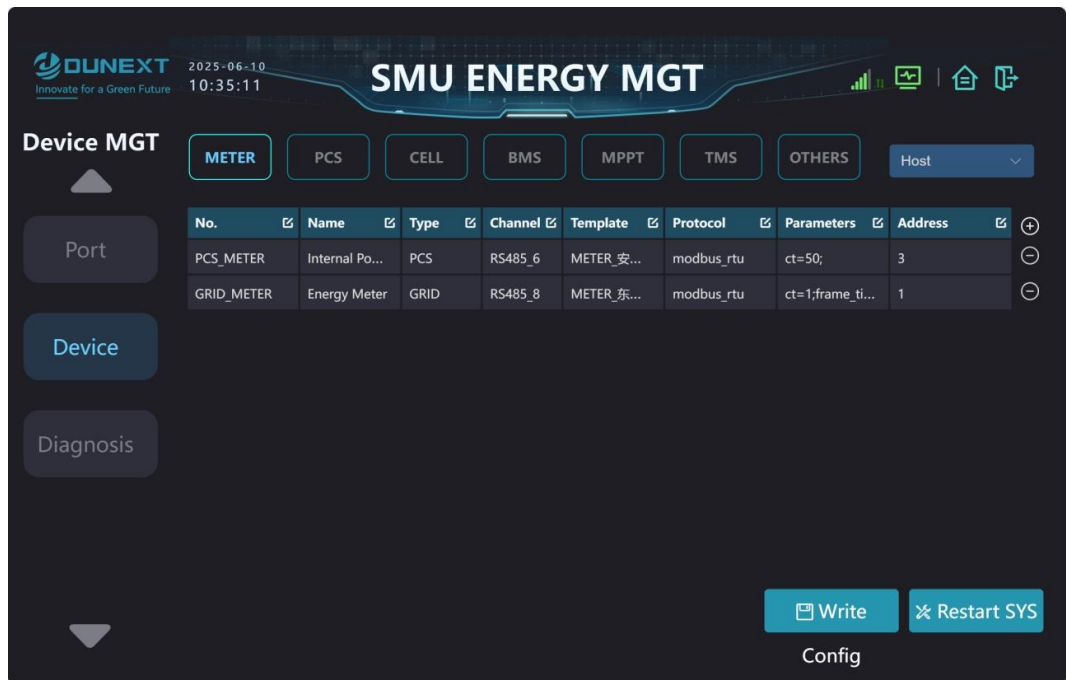 DUNEXT
Innovate for a Green Future
2025-06-10
10:35:11
SMU ENERGY MGT
Device MGT
METER PCS CELL BMS MPPT TMS OTHERS Host
No. Name Type Channel Template Protocol Parameters Address
PCS_METER Internal Po... PCS RS485_6 METER_安... modbus_rtu ct=50; 3
GRID_METER Energy Meter GRID RS485_8 METER_东... modbus_rtu ct=1;frame_ti... 1
Port
Device
Diagnosis
Write Restart SYS
Config